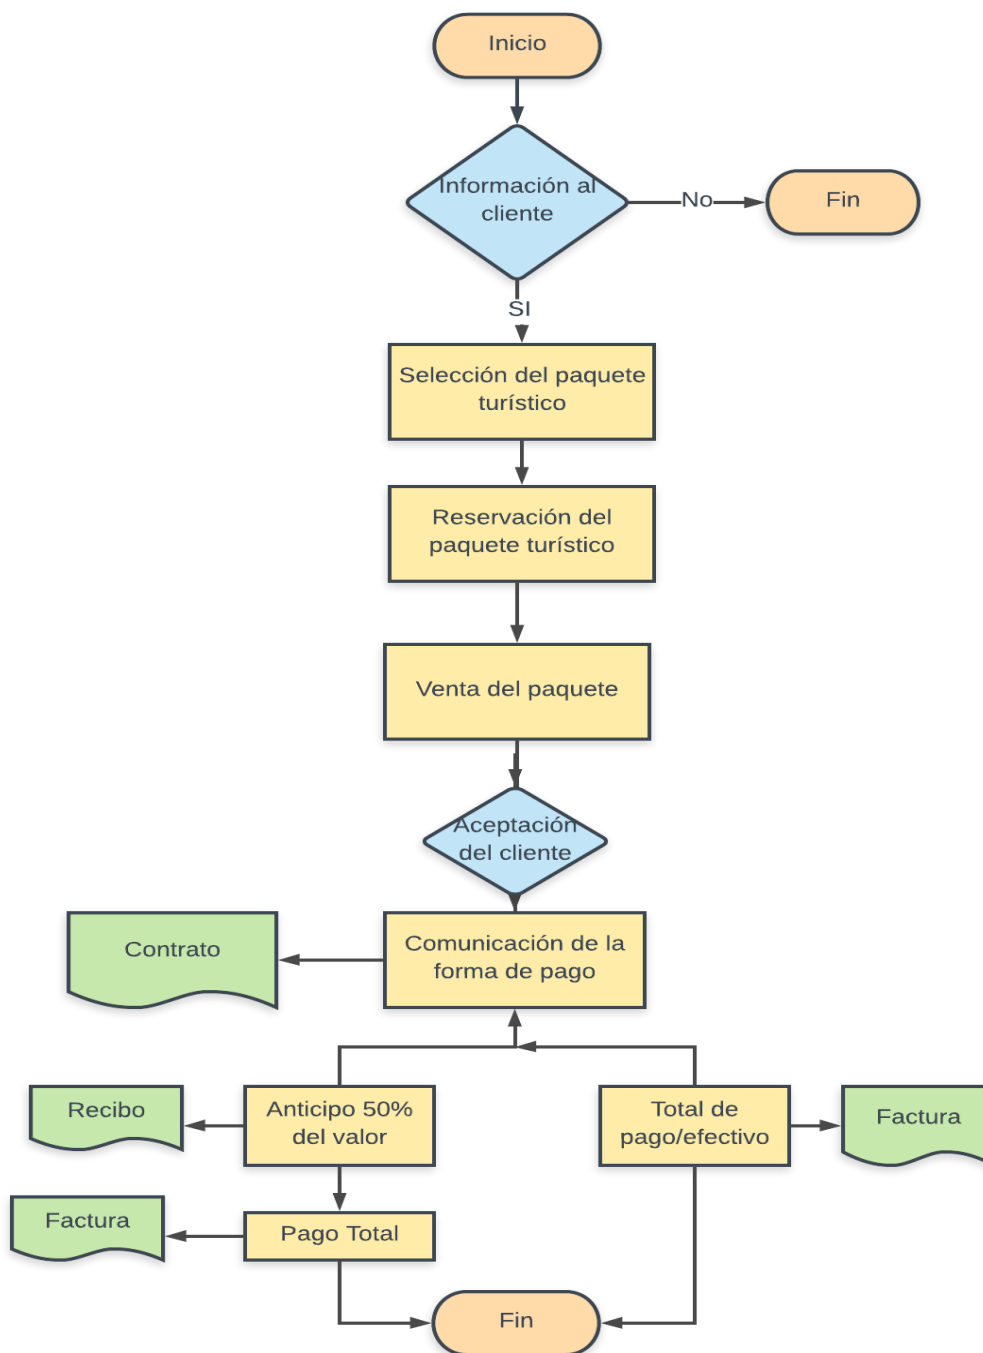 Inicio
Información al
cliente
No
Fin
SI
Selección del paquete
turístico
Reservación del
paquete turístico
Venta del paquete
Aceptación
del cliente
Contrato
Comunicación de la
forma de pago
Recibo
Anticipo 50%
del valor
Total de
pago/efectivo
Factura
Factura
Pago Total
Fin